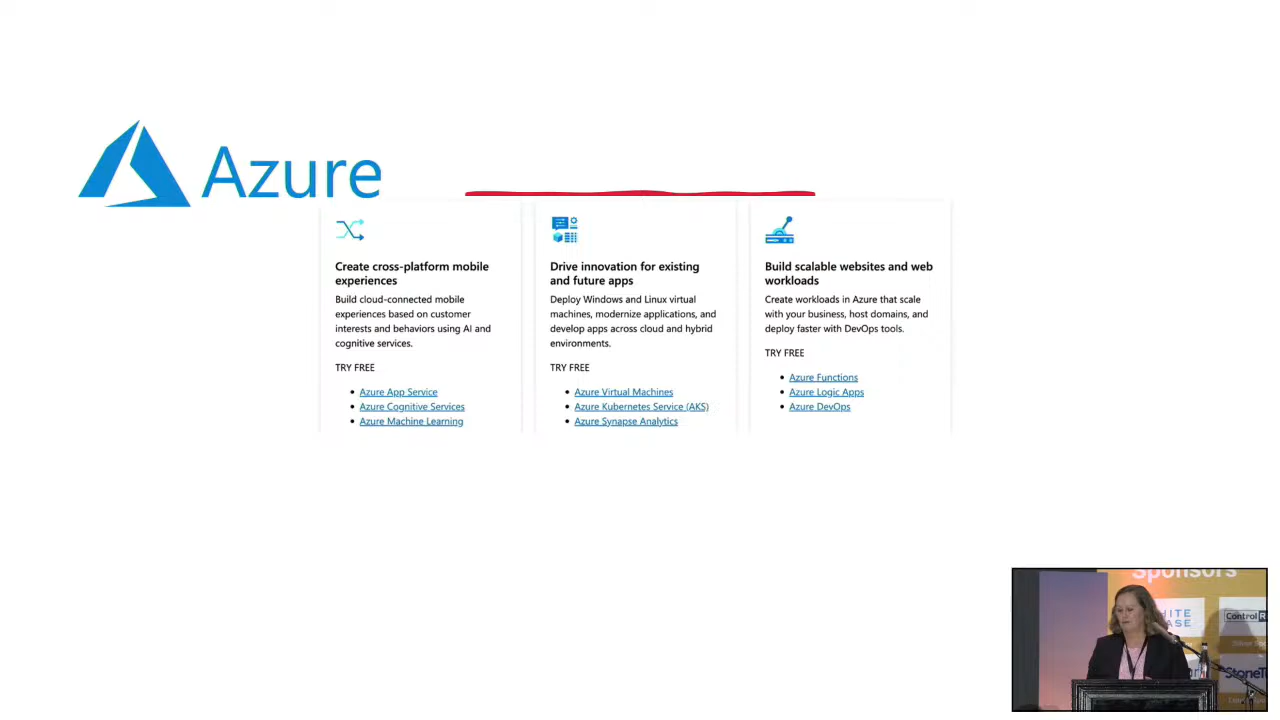 Azure
Create cross-platform mobile
experiences
Build cloud-connected mobile
experiences based on customer
interests and behaviors using AI and
cognitive services.
TRY FREE
• Azure App Service
• Azure Cognitive Services
• Azure Machine Learning
Drive innovation for existing
and future apps
Deploy Windows and Linux virtual
machines, modernize applications, and
develop apps across cloud and hybrid
environments.
TRY FREE
• Azure Virtual Machines
• Azure Kubernetes Service (AKS)
• Azure Synapse Analytics
Build scalable websites and web
workloads
Create workloads in Azure that scale
with your business, host domains, and
deploy faster with DevOps tools.
TRY FREE
• Azure Functions
• Azure Logic Apps
• Azure DevOps
Sponsors
Control